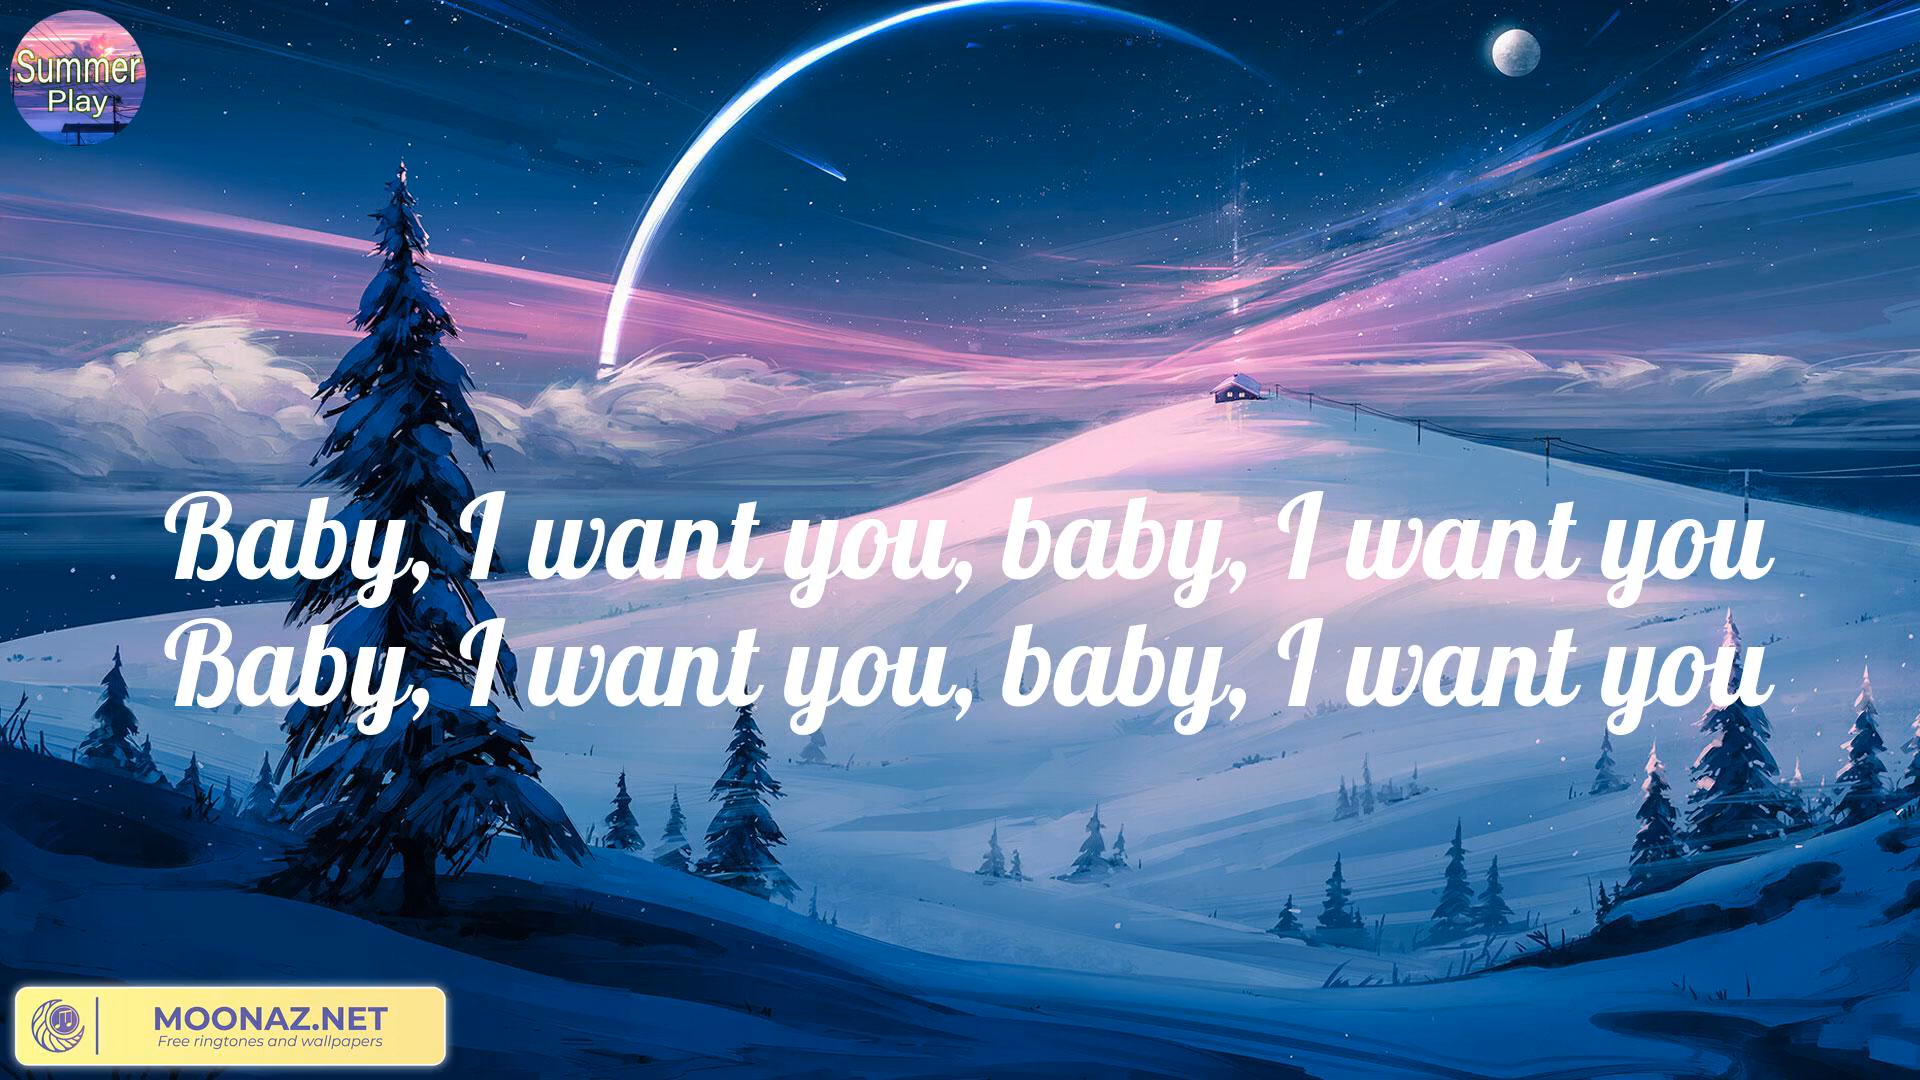 Summer
Play
Baby, I want you, baby, I want you
Baby, I want you, baby, I want you
MOONAZ.NET
Free ringtones and wallpapers